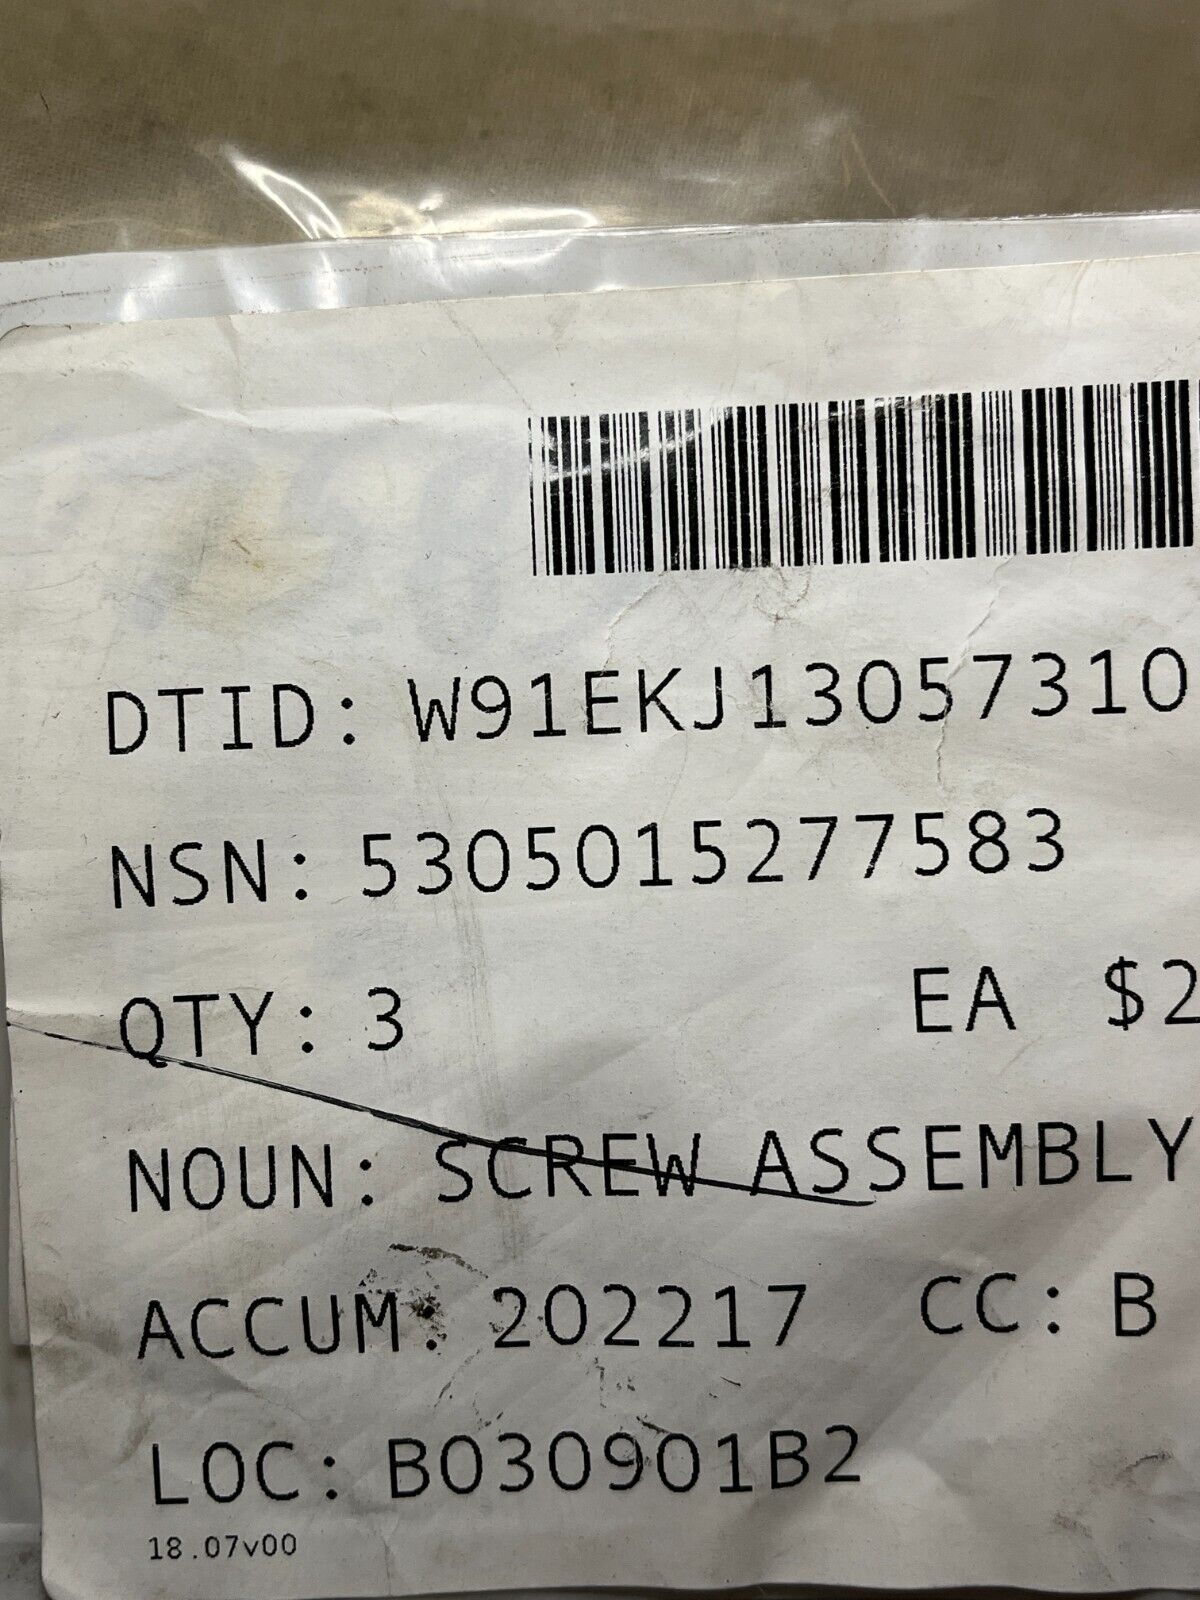 DTID: W91EKJ13057310
NSN: 5305015277583
QTY: 3 EA $2
NOUN: SCREW ASSEMBLY
ACCUM: 202217 CC: B
LOC: B030901B2
18.07v00